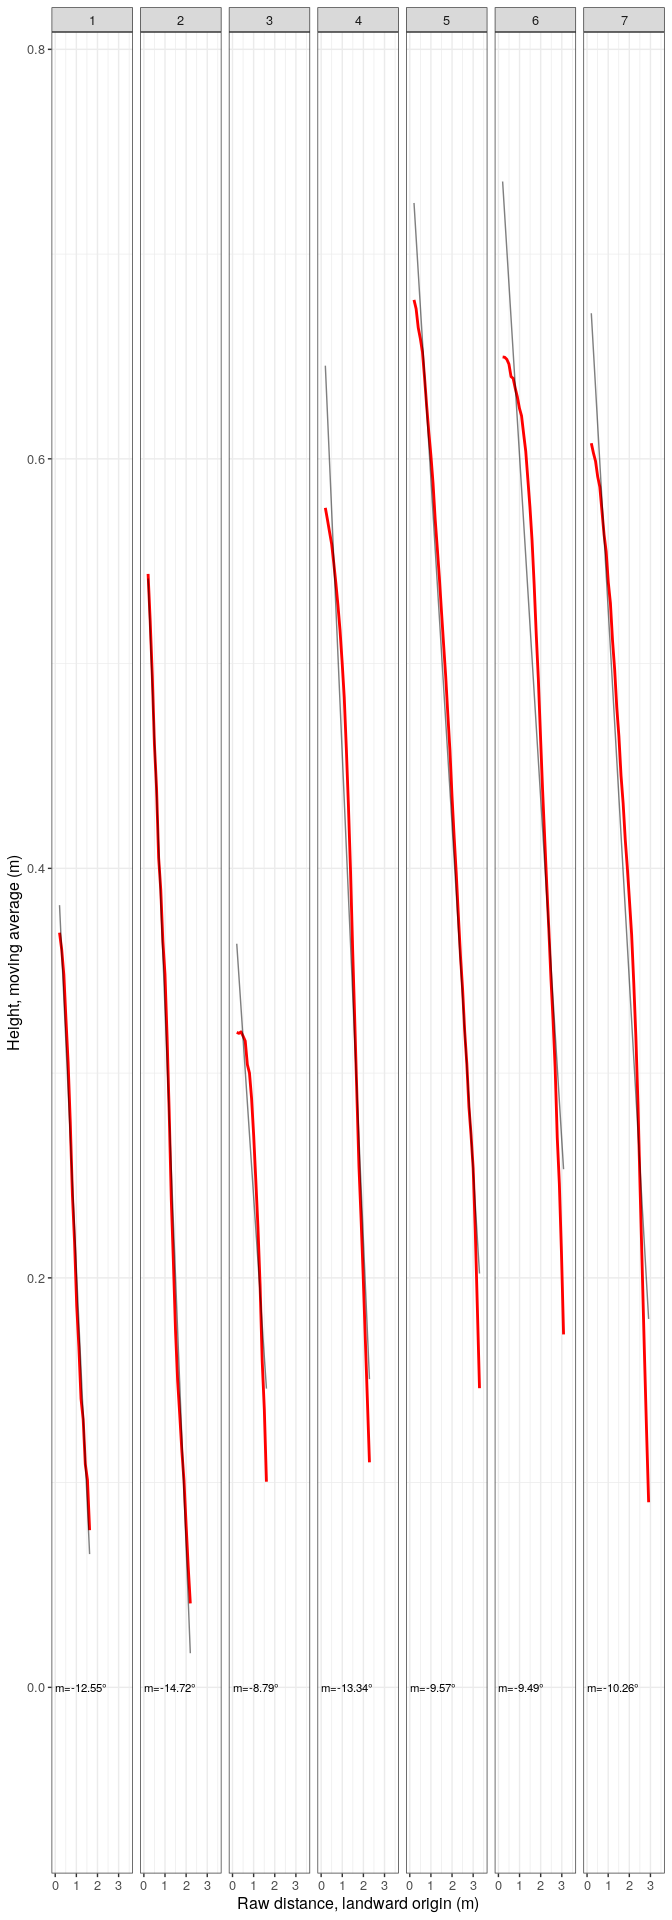 1 2 3 4 5 6 7
0.8
0.6
0.4
0.2
0.0
m=-12.55° m=-14.72° m=-8.79° m=-13.34° m=-9.57° m=-9.49° m=-10.26°
0 1 2 3 0 1 2 3 0 1 2 3 0 1 2 3 0 1 2 3 0 1 2 3 0 1 2 3
Raw distance, landward origin (m)
Height, moving average (m)